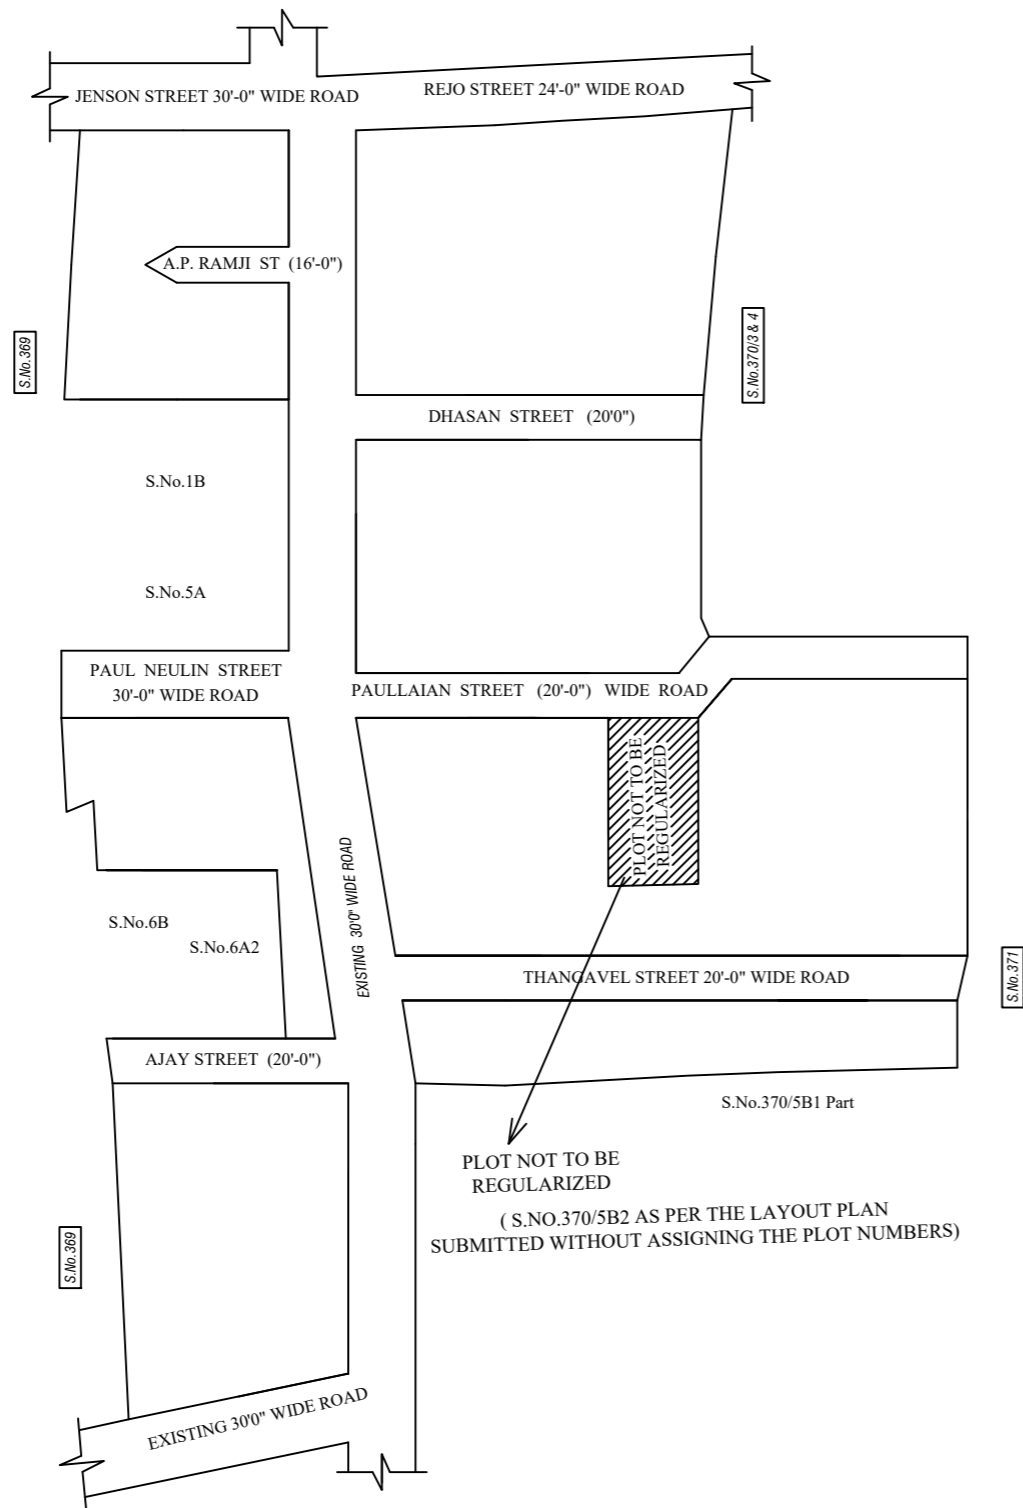 JENSON STREET 30'-0" WIDE ROAD
REJO STREET 24'-0" WIDE ROAD
A.P. RAMJI ST (16'-0")
S.No.369
S.No.370/3 & 4
DHASAN STREET (20'0")
S.No.1B
S.No.5A
PAUL NEULIN STREET
30'-0" WIDE ROAD
PAULLAIAN STREET (20'-0") WIDE ROAD
PLOT NOT TO BE
REGULARIZED
EXISTING 30'0" WIDE ROAD
S.No.6B
S.No.6A2
THANGAVEL STREET 20'-0" WIDE ROAD
S.No.371
AJAY STREET (20'-0")
S.No.370/5B1 Part
PLOT NOT TO BE
REGULARIZED
( S.NO.370/5B2 AS PER THE LAYOUT PLAN
SUBMITTED WITHOUT ASSIGNING THE PLOT NUMBERS)
S.No.369
EXISTING 30'0" WIDE ROAD